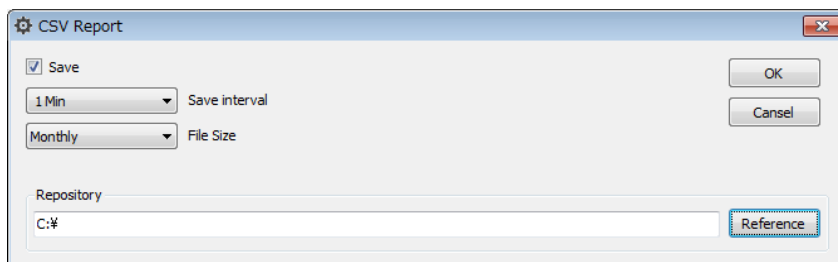 CSV Report
Save
OK
1 Min Save interval
Cansel
Monthly File Size
Repository
C:¥
Reference